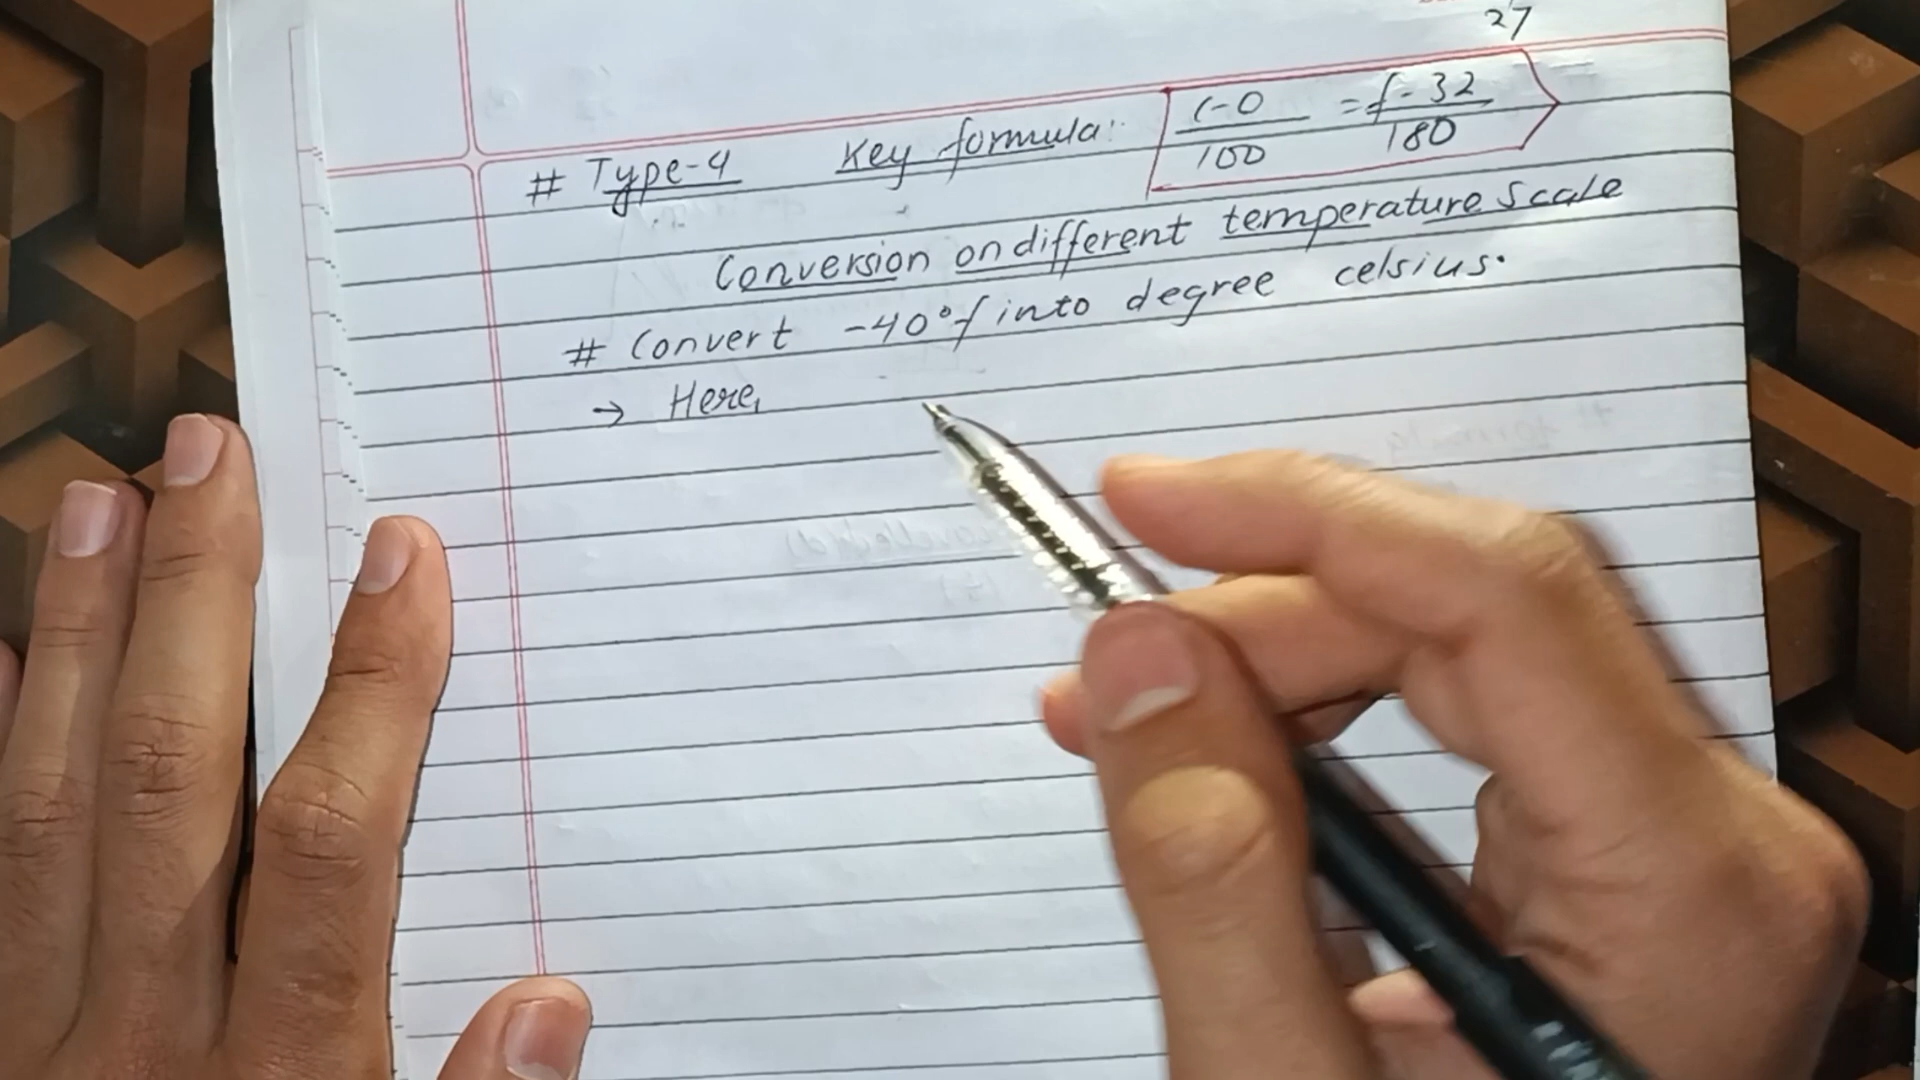 27
# Type-4 Key formula: C-0/100 = f-32/180
Conversion on different temperature scale
# Convert -40°f into degree celsius.
→ Here,